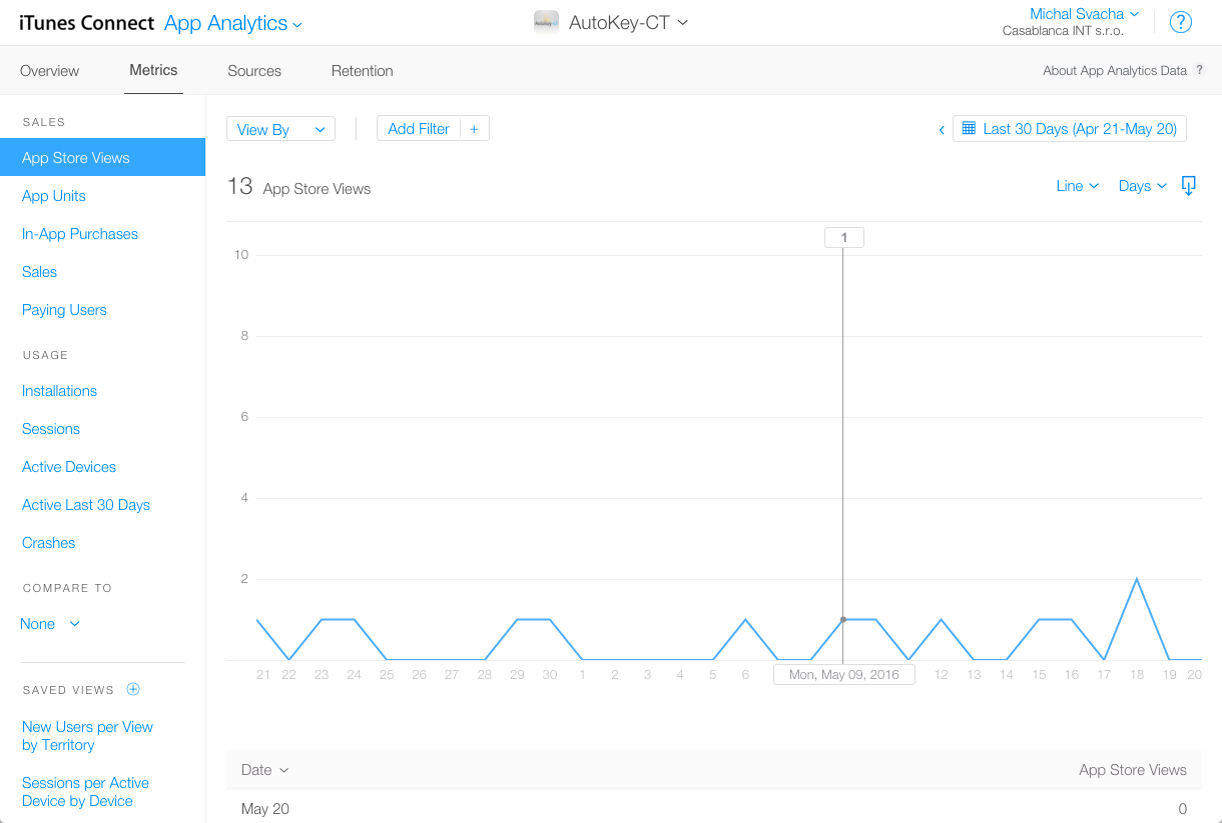 iTunes Connect App Analytics
AutoKey-CT
Michal Svacha
Casablanca INT s.r.o.
?
Overview
Metrics
Sources
Retention
About App Analytics Data ?
SALES
App Store Views
App Units
In-App Purchases
Sales
Paying Users
USAGE
Installations
Sessions
Active Devices
Active Last 30 Days
Crashes
COMPARE TO
None
SAVED VIEWS
New Users per View
by Territory
Sessions per Active
Device by Device
View By
Add Filter +
Last 30 Days (Apr 21-May 20)
13 App Store Views
Line
Days
1
10
8
6
4
2
21 22 23 24 25 26 27 28 29 30 1 2 3 4 5 6 Mon, May 09, 2016 12 13 14 15 16 17 18 19 20
Date App Store Views
May 20 0